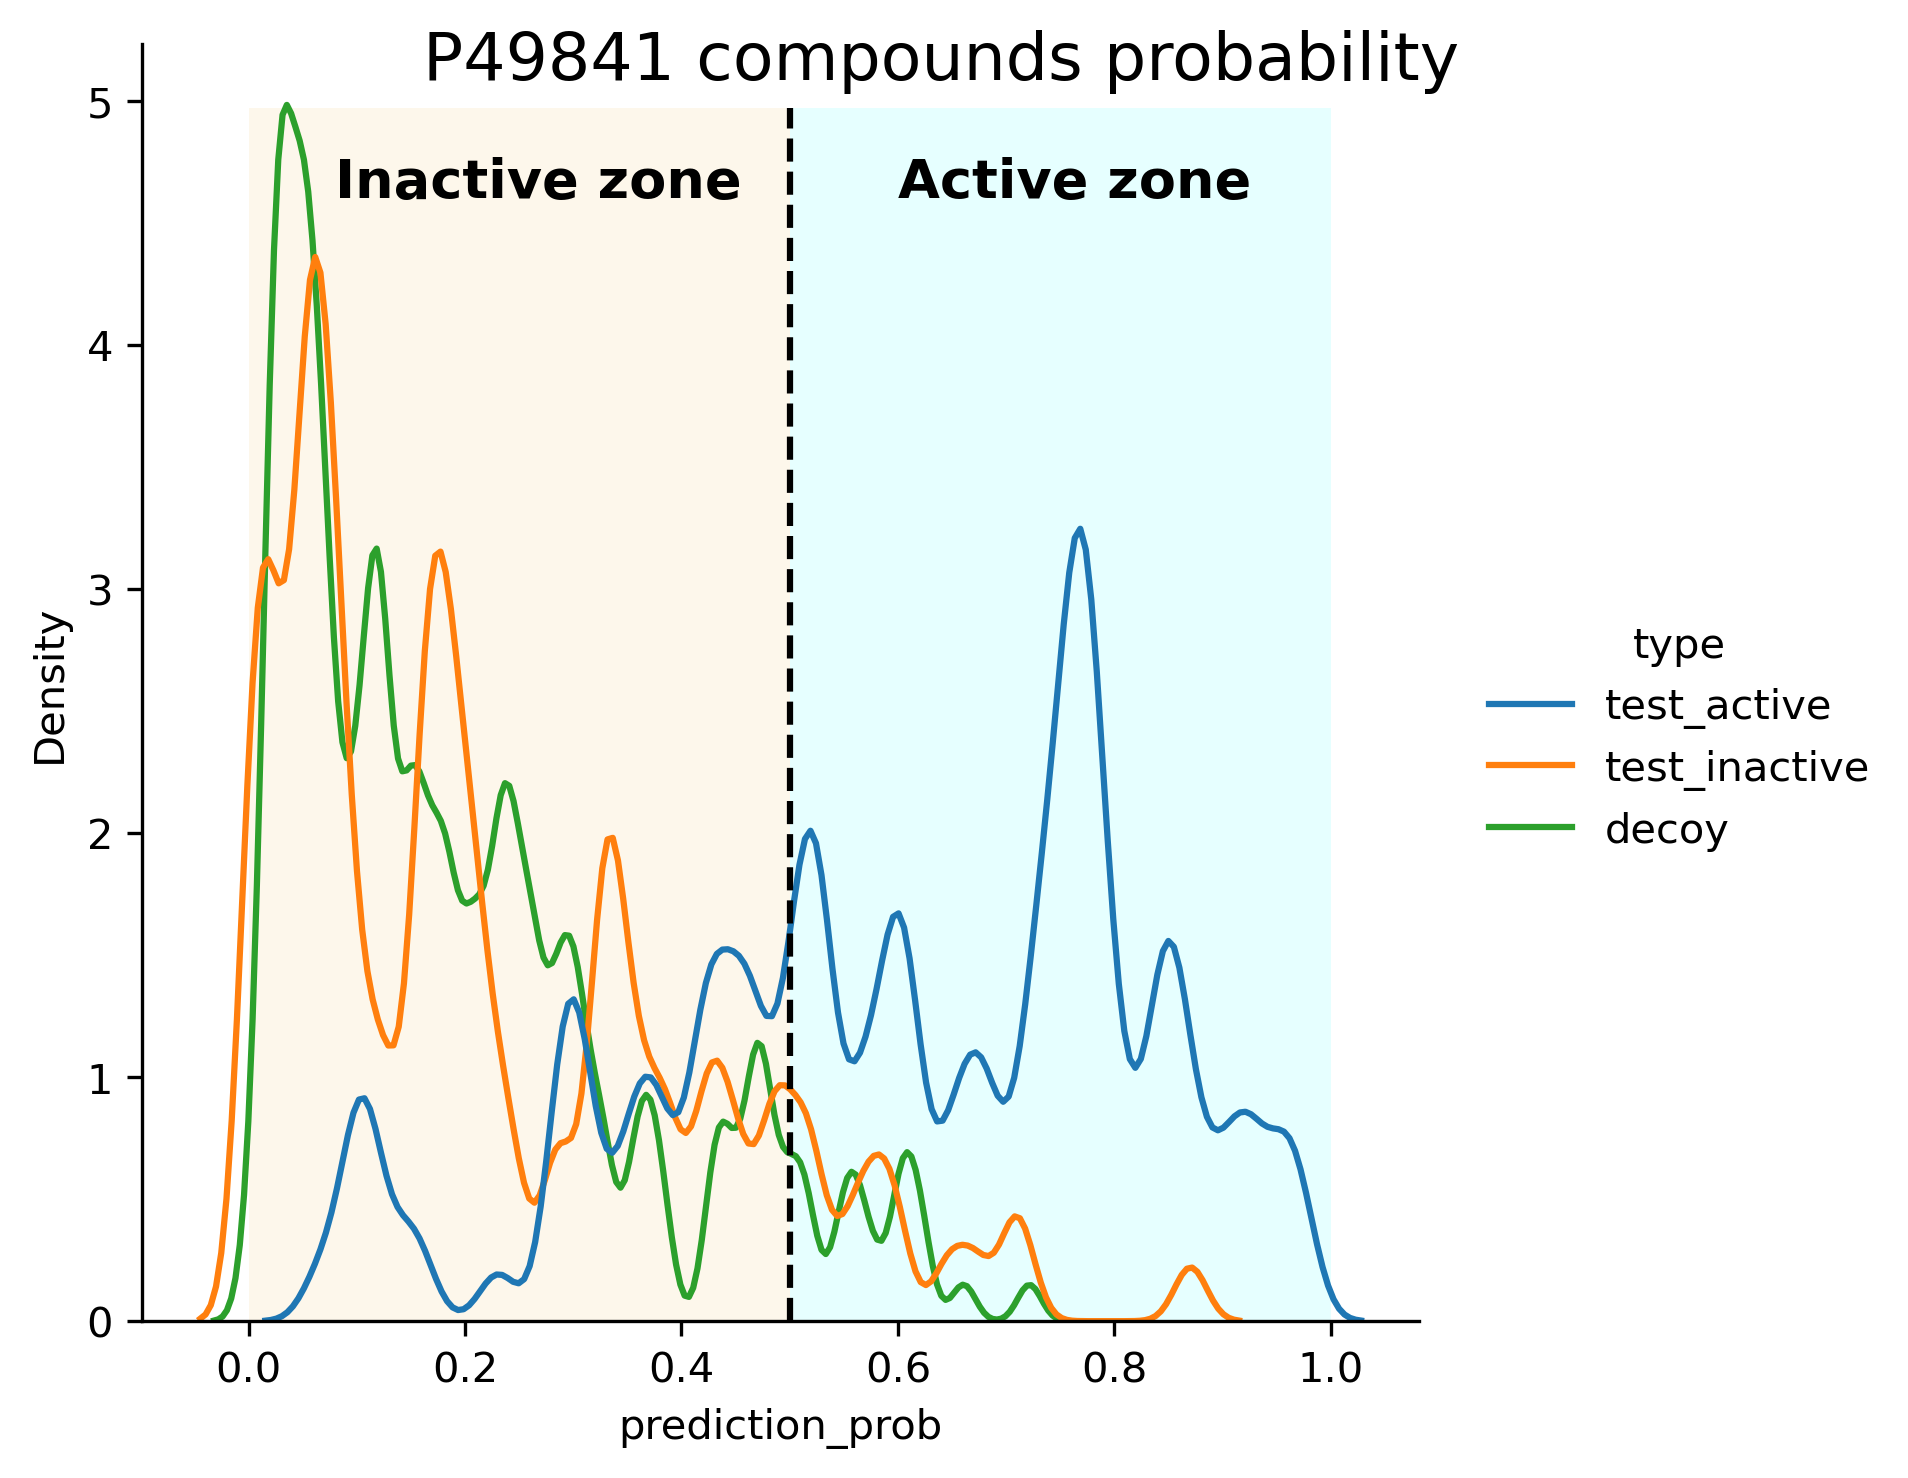 P49841 compounds probability
5
4
3
2
1
0
Density
Inactive zone
Active zone
0.0 0.2 0.4 0.6 0.8 1.0
prediction_prob
type
test_active
test_inactive
decoy